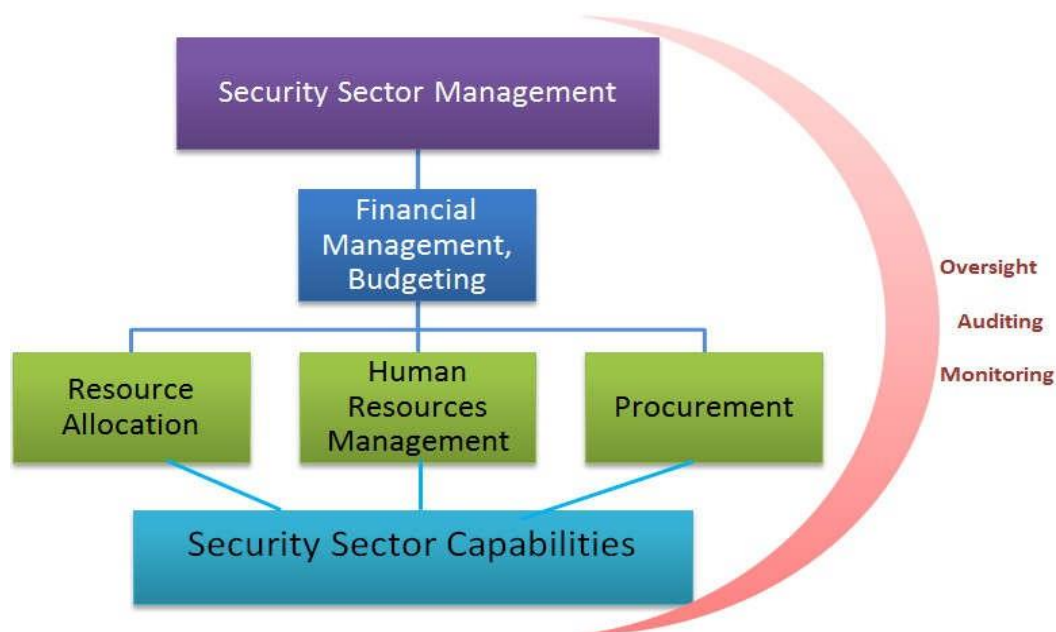 Security Sector Management
Financial
Management,
Budgeting
Resource
Allocation
Human
Resources
Management
Procurement
Security Sector Capabilities
Oversight
Auditing
Monitoring